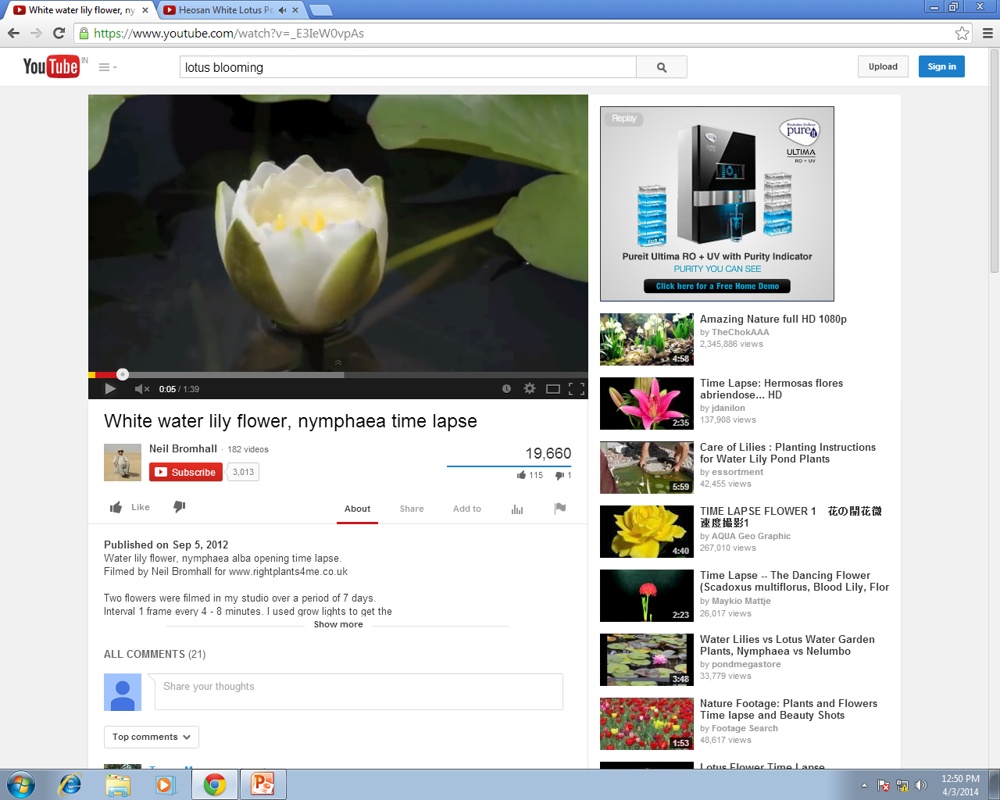 White water lily flower, ny
Heosan White Lotus Po
https://www.youtube.com/watch?v=_E3IeW0vpAs
YouTube IN
lotus blooming
Upload
Sign in
Replay
Hindustan Unilever
pureit
ULTIMA
RO + UV
Pureit Ultima RO + UV with Purity Indicator
PURITY YOU CAN SEE
Click here for a Free Home Demo
0:05 / 1:39
White water lily flower, nymphaea time lapse
Neil Bromhall · 182 videos
Subscribe 3,013
19,660
115 1
Like
About Share Add to
Published on Sep 5, 2012
Water lily flower, nymphaea alba opening time lapse.
Filmed by Neil Bromhall for www.rightplants4me.co.uk
Two flowers were filmed in my studio over a period of 7 days.
Interval 1 frame every 4 - 8 minutes. I used grow lights to get the
Show more
ALL COMMENTS (21)
Share your thoughts
Top comments
Amazing Nature full HD 1080p
by TheChokAAA
2,345,886 views
4:58
Time Lapse: Hermosas flores
abriendose... HD
by jdanilon
137,908 views
2:35
Care of Lilies : Planting Instructions
for Water Lily Pond Plants
by essortment
42,455 views
5:59
TIME LAPSE FLOWER 1 花の開花微
速度撮影1
by AQUA Geo Graphic
267,010 views
4:40
Time Lapse -- The Dancing Flower
(Scadoxus multiflorus, Blood Lily, Flor
by Maykio Mattje
26,017 views
2:23
Water Lilies vs Lotus Water Garden
Plants, Nymphaea vs Nelumbo
by pondmegastore
33,779 views
3:48
Nature Footage: Plants and Flowers
Time lapse and Beauty Shots
by Footage Search
48,617 views
1:53
Lotus Flower Time Lapse
12:50 PM
4/3/2014